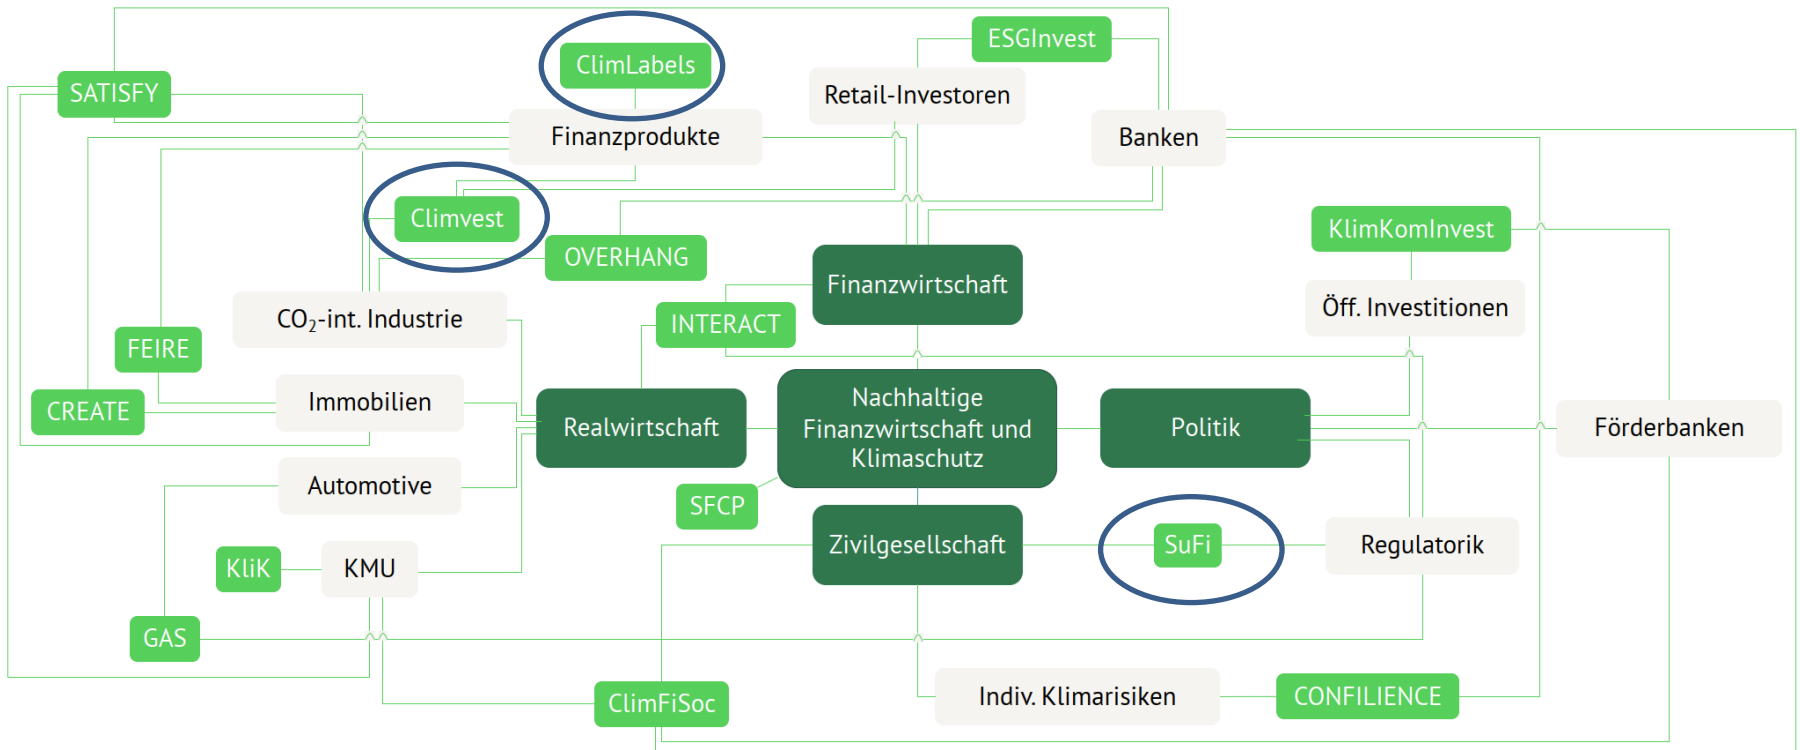 ESGInvest
ClimLabels
SATISFY
Retail-Investoren
Finanzprodukte
Banken
Climvest
KlimKomInvest
OVERHANG
Finanzwirtschaft
CO₂-int. Industrie
INTERACT
Öff. Investitionen
FEIRE
Immobilien
CREATE
Realwirtschaft
Nachhaltige
Finanzwirtschaft und
Klimaschutz
Politik
Förderbanken
Automotive
SFCP
Zivilgesellschaft
SuFi
Regulatorik
KliK
KMU
GAS
ClimFiSoc
Indiv. Klimarisiken
CONFILIENCE